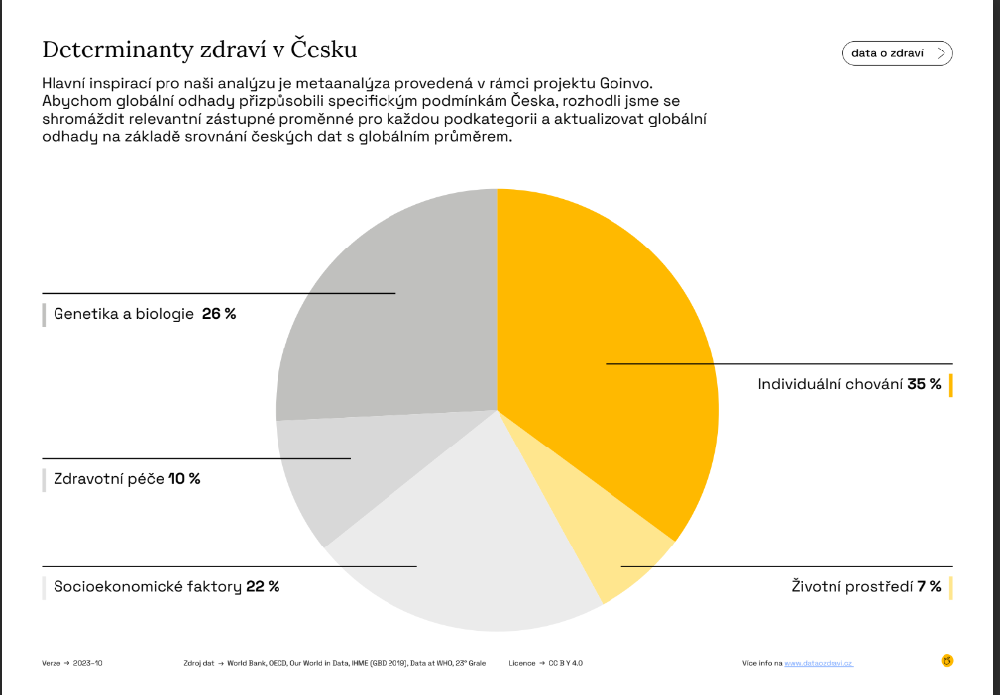 Determinanty zdraví v Česku
data o zdraví
Hlavní inspirací pro naši analýzu je metaanalýza provedená v rámci projektu Goinvo.
Abychom globální odhady přizpůsobili specifickým podmínkám Česka, rozhodli jsme se
shromáždit relevantní zástupné proměnné pro každou podkategorii a aktualizovat globální
odhady na základě srovnání českých dat s globálním průměrem.
Genetika a biologie 26 %
Individuální chování 35 %
Zdravotní péče 10 %
Socioekonomické faktory 22 %
Životní prostředí 7 %
Verze → 2023–10
Zdroj dat → World Bank, OECD, Our World in Data, IHME (GBD 2019), Data at WHO, 23° Grale
Licence → CC B Y 4.0
Více info na www.dataozdravi.cz